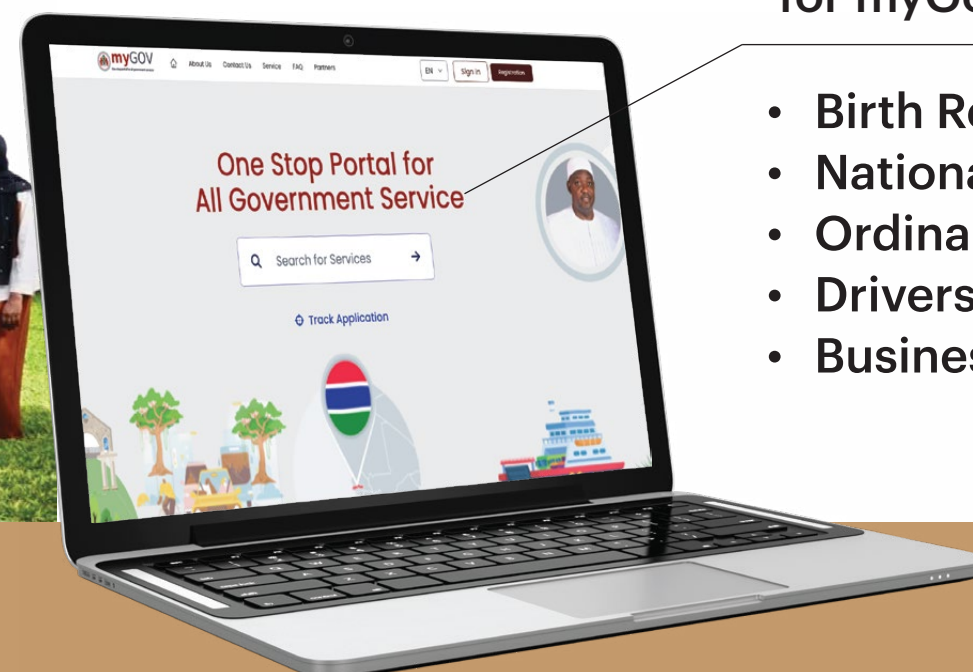 for myGo
myGOV
About Us Contact Us Service FAQ Partners
EN
Sign in
Registration
One Stop Portal for
All Government Service
Search for Services
Track Application
• Birth Re
• Nationa
• Ordina
• Drivers
• Busines